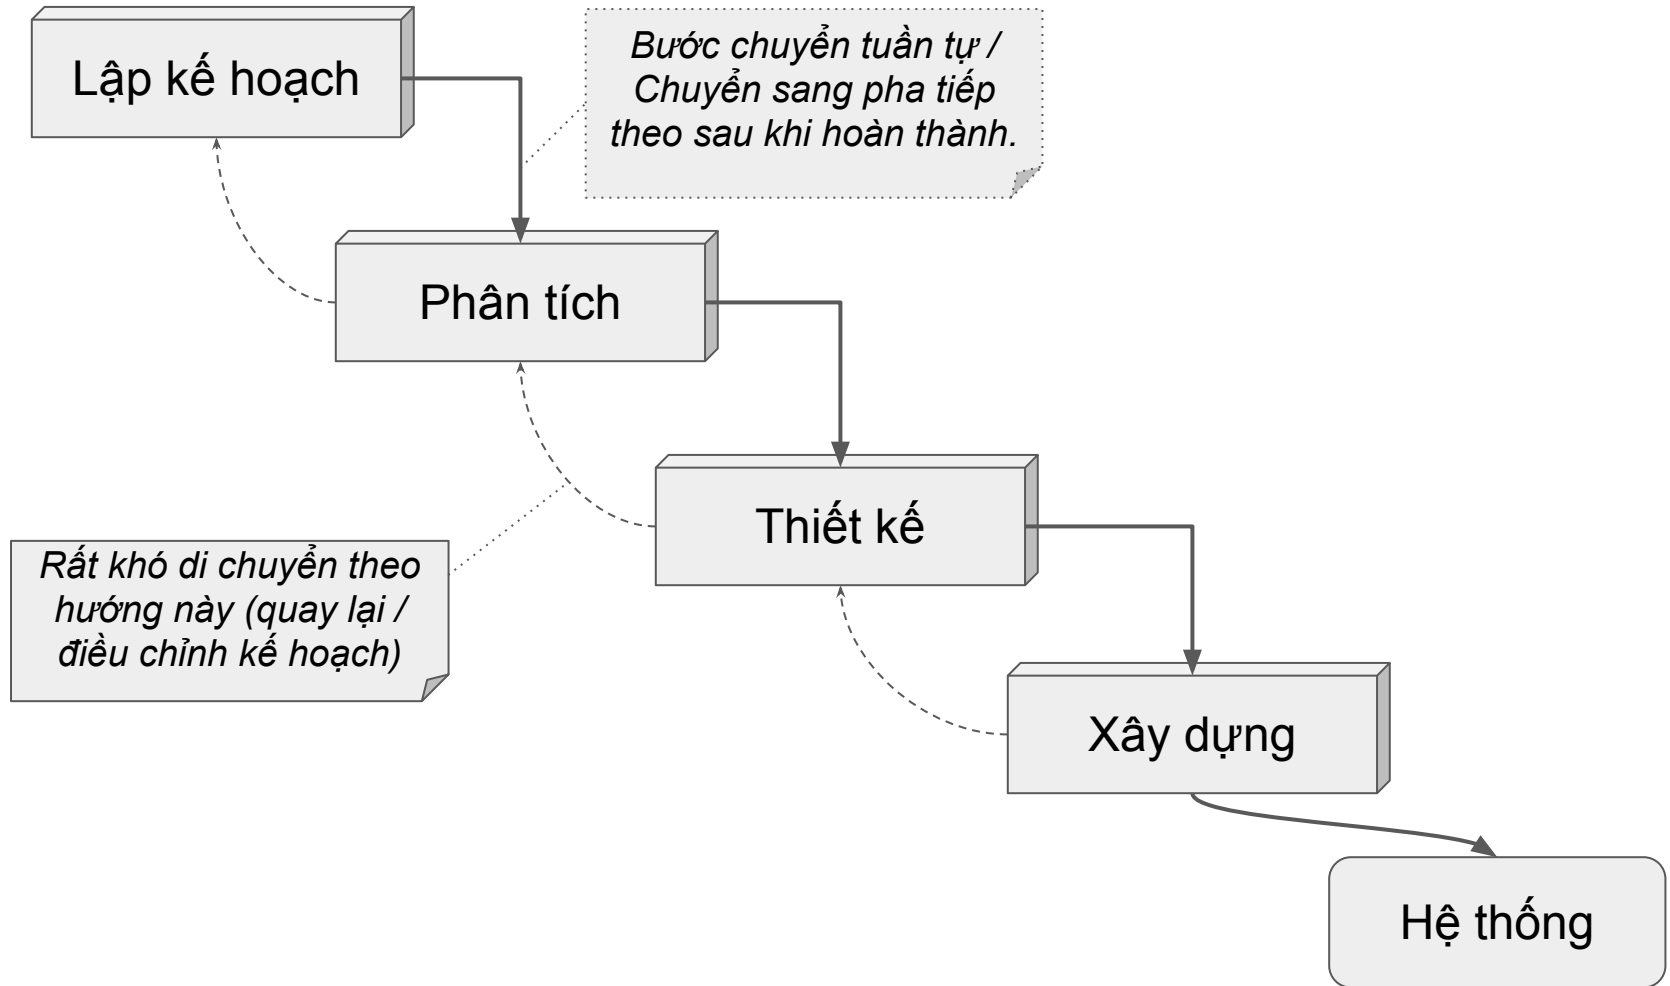 Lập kế hoạch
Bước chuyển tuần tự /
Chuyển sang pha tiếp
theo sau khi hoàn thành.
Phân tích
Thiết kế
Rất khó di chuyển theo
hướng này (quay lại /
điều chỉnh kế hoạch)
Xây dựng
Hệ thống